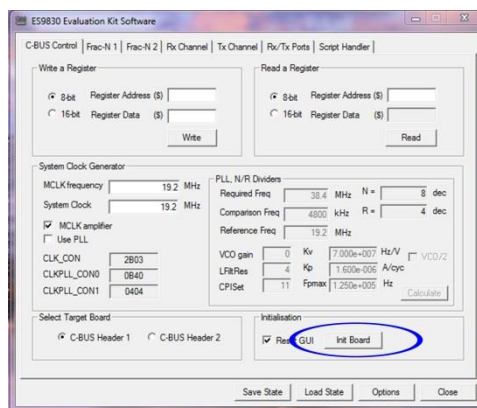 ES9830 Evaluation Kit Software
C-BUS Control Frac-N 1 Frac-N 2 Rx Channel Tx Channel Rx/Tx Ports Script Handler
Write a Register
8-bit Register Address ($)
16-bit Register Data ($)
Write
Read a Register
8-bit Register Address ($)
16-bit Register Data ($)
Read
System Clock Generator
MCLK frequency 19.2 MHz
System Clock 19.2 MHz
MCLK amplifier
Use PLL
CLK_CON 2B03
CLKPLL_CON0 0B40
CLKPLL_CON1 0404
PLL, N/R Dividers
Required Freq 38.4 MHz N = 8 dec
Comparison Freq 4800 kHz R = 4 dec
Reference Freq 19.2 MHz
VCO gain 0 Kv 7.000e+007 Hz/V VCO/2
LFiltRes 4 Kp 1.600e-006 A/cyc
CPISet 11 Fpmax 1.250e+005 Hz
Calculate
Select Target Board
C-BUS Header 1 C-BUS Header 2
Initialisation
GUI Init Board
Save State Load State Options Close